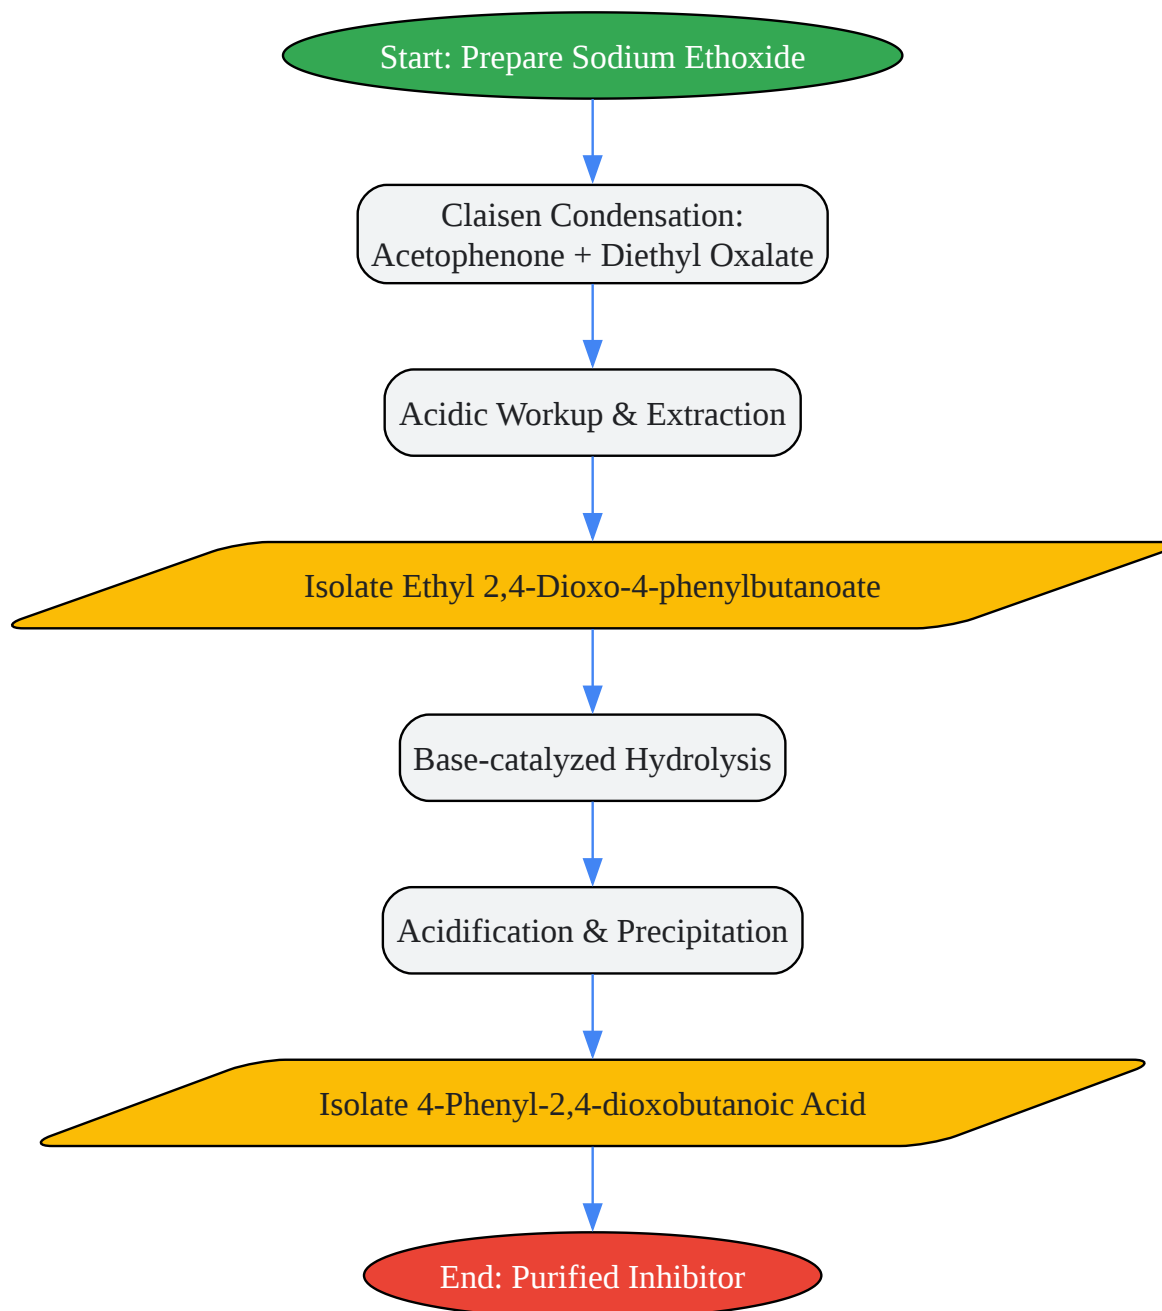 Start: Prepare Sodium Ethoxide
Claisen Condensation:
Acetophenone + Diethyl Oxalate
Acidic Workup & Extraction
Isolate Ethyl 2,4-Dioxo-4-phenylbutanoate
Base-catalyzed Hydrolysis
Acidification & Precipitation
Isolate 4-Phenyl-2,4-dioxobutanoic Acid
End: Purified Inhibitor